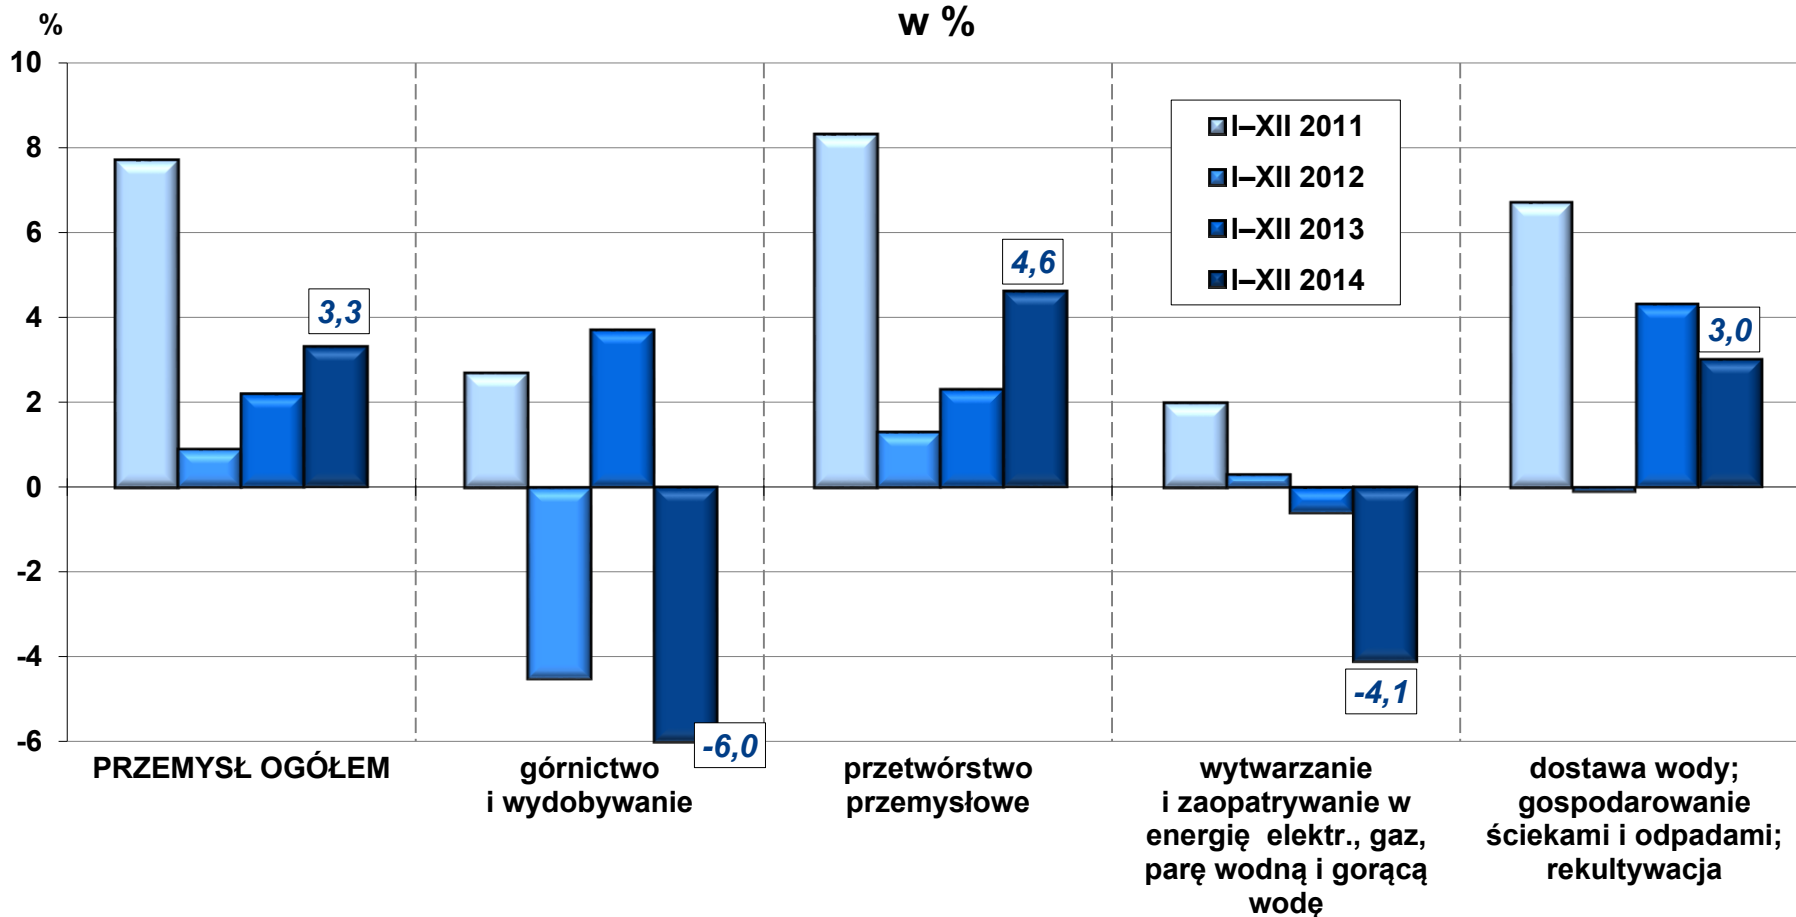 w %
%
10
8
6
4
2
0
-2
-4
-6
I–XII 2011
I–XII 2012
I–XII 2013
I–XII 2014
3,3
-6,0
4,6
-4,1
3,0
PRZEMYSŁ OGÓŁEM
górnictwo
i wydobywanie
przetwórstwo
przemysłowe
wytwarzanie
i zaopatrywanie w
energię elektr., gaz,
parę wodną i gorącą
wodę
dostawa wody;
gospodarowanie
ściekami i odpadami;
rekultywacja